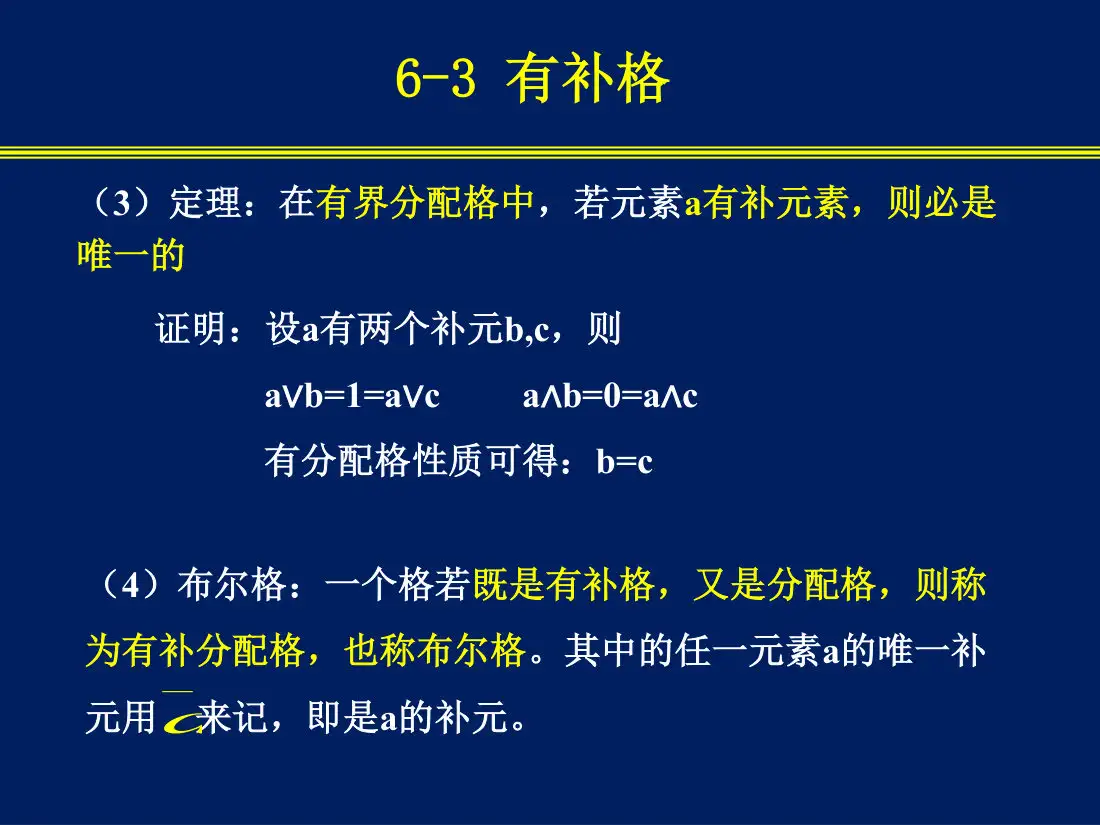 6-3 有补格
（3）定理：在有界分配格中，若元素a有补元素，则必是
唯一的
证明：设a有两个补元b,c，则
a∨b=1=a∨c a∧b=0=a∧c
有分配格性质可得：b=c
（4）布尔格：一个格若既是有补格，又是分配格，则称
为有补分配格，也称布尔格。其中的任一元素a的唯一补
元用 来记，即是a的补元。